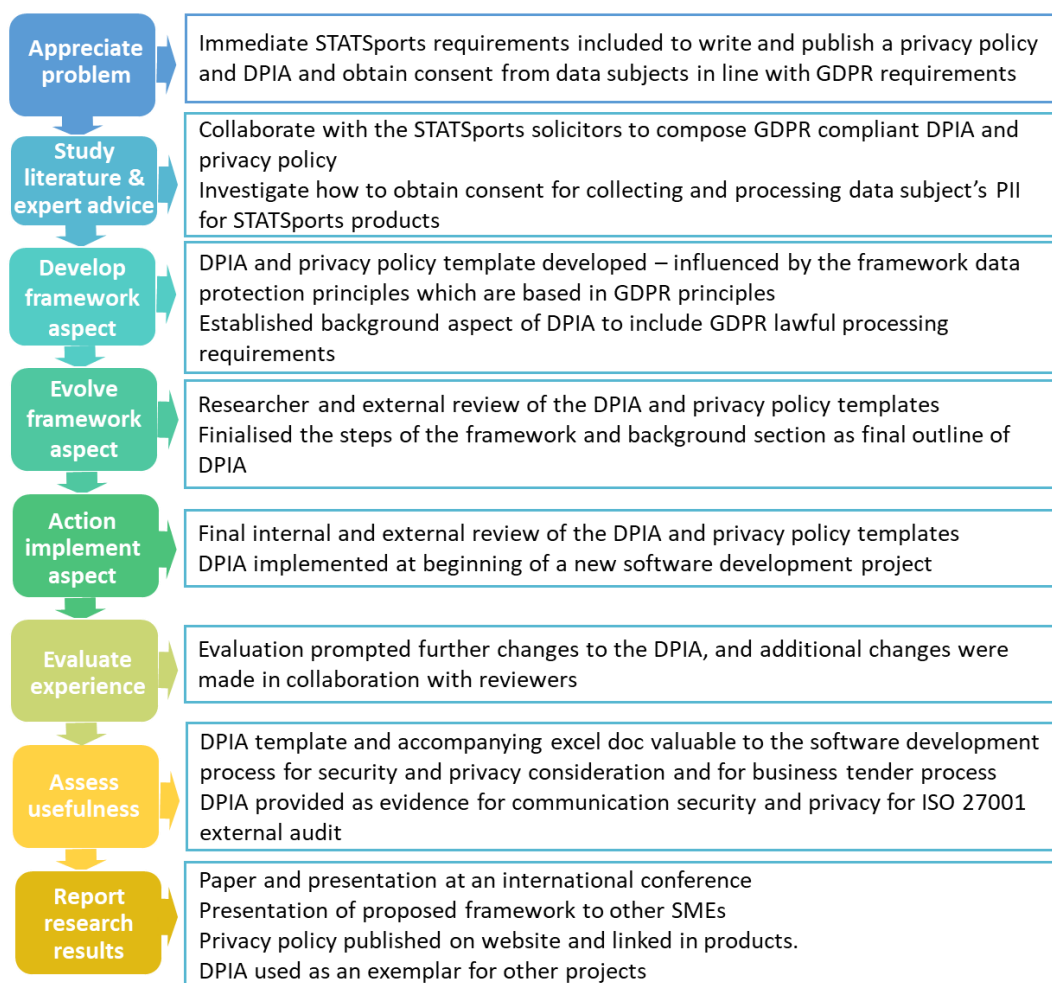 Appreciate
problem
Immediate STATSports requirements included to write and publish a privacy policy
and DPIA and obtain consent from data subjects in line with GDPR requirements
Study
literature &
expert advice
Collaborate with the STATSports solicitors to compose GDPR compliant DPIA and
privacy policy
Investigate how to obtain consent for collecting and processing data subject's PII
for STATSports products
Develop
framework
aspect
DPIA and privacy policy template developed – influenced by the framework data
protection principles which are based in GDPR principles
Established background aspect of DPIA to include GDPR lawful processing
requirements
Evolve
framework
aspect
Researcher and external review of the DPIA and privacy policy templates
Finialised the steps of the framework and background section as final outline of
DPIA
Action
implement
aspect
Final internal and external review of the DPIA and privacy policy templates
DPIA implemented at beginning of a new software development project
Evaluate
experience
Evaluation prompted further changes to the DPIA, and additional changes were
made in collaboration with reviewers
Assess
usefulness
DPIA template and accompanying excel doc valuable to the software development
process for security and privacy consideration and for business tender process
DPIA provided as evidence for communication security and privacy for ISO 27001
external audit
Report
research
results
Paper and presentation at an international conference
Presentation of proposed framework to other SMEs
Privacy policy published on website and linked in products.
DPIA used as an exemplar for other projects